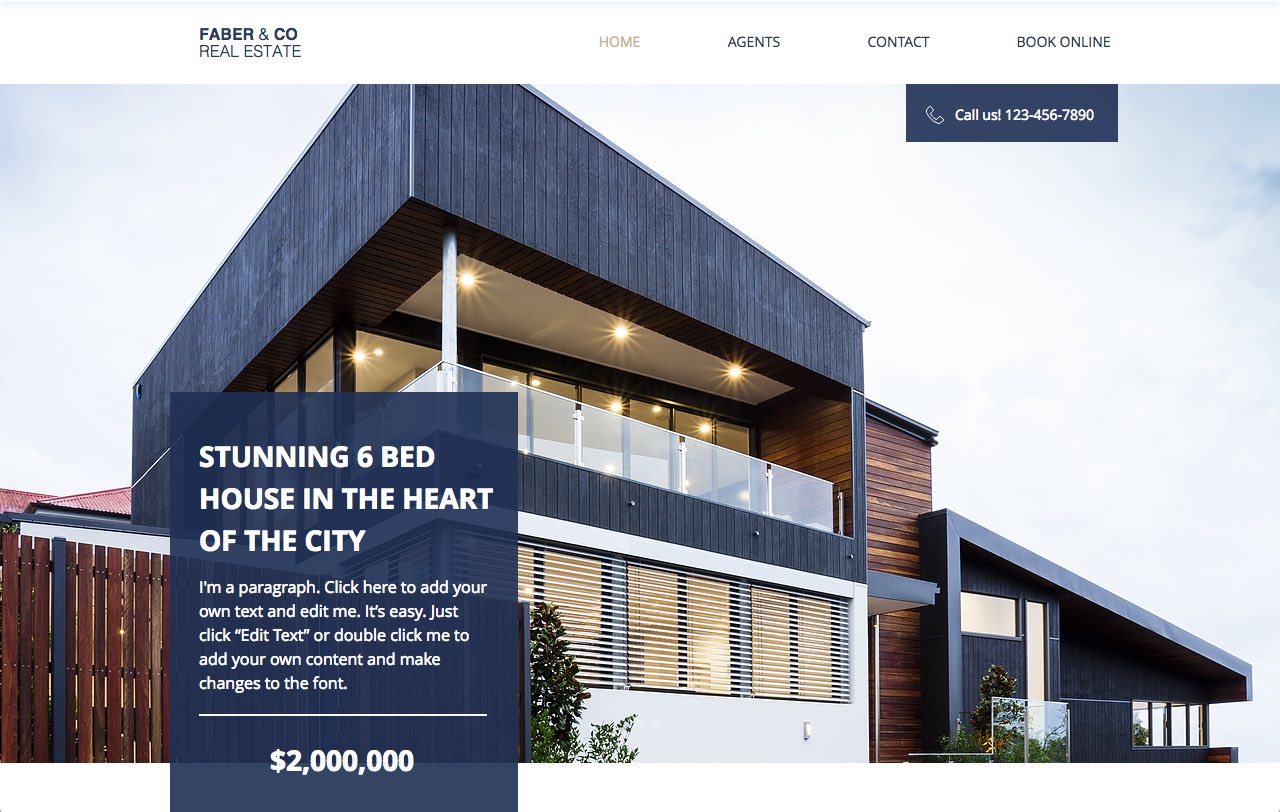 FABER & CO
REAL ESTATE
HOME
AGENTS
CONTACT
BOOK ONLINE
Call us! 123-456-7890
STUNNING 6 BED
HOUSE IN THE HEART
OF THE CITY
I'm a paragraph. Click here to add your
own text and edit me. It’s easy. Just
click “Edit Text” or double click me to
add your own content and make
changes to the font.
$2,000,000